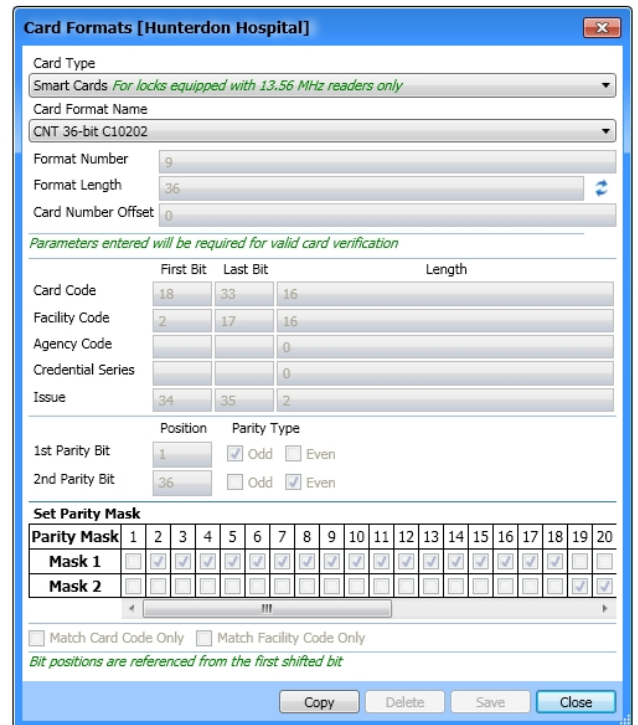 Card Formats [Hunterdon Hospital]
Card Type
Smart Cards For locks equipped with 13.56 MHz readers only
Card Format Name
CNT 36-bit C10202
Format Number 9
Format Length 36
Card Number Offset 0
Parameters entered will be required for valid card verification
First Bit Last Bit Length
Card Code 18 33 16
Facility Code 2 17 16
Agency Code 0
Credential Series 0
Issue 34 35 2
Position Parity Type
1st Parity Bit 1 Odd Even
2nd Parity Bit 36 Odd Even
Set Parity Mask
Parity Mask 1 2 3 4 5 6 7 8 9 10 11 12 13 14 15 16 17 18 19 20
Mask 1
Mask 2
Match Card Code Only Match Facility Code Only
Bit positions are referenced from the first shifted bit
Copy Delete Save Close